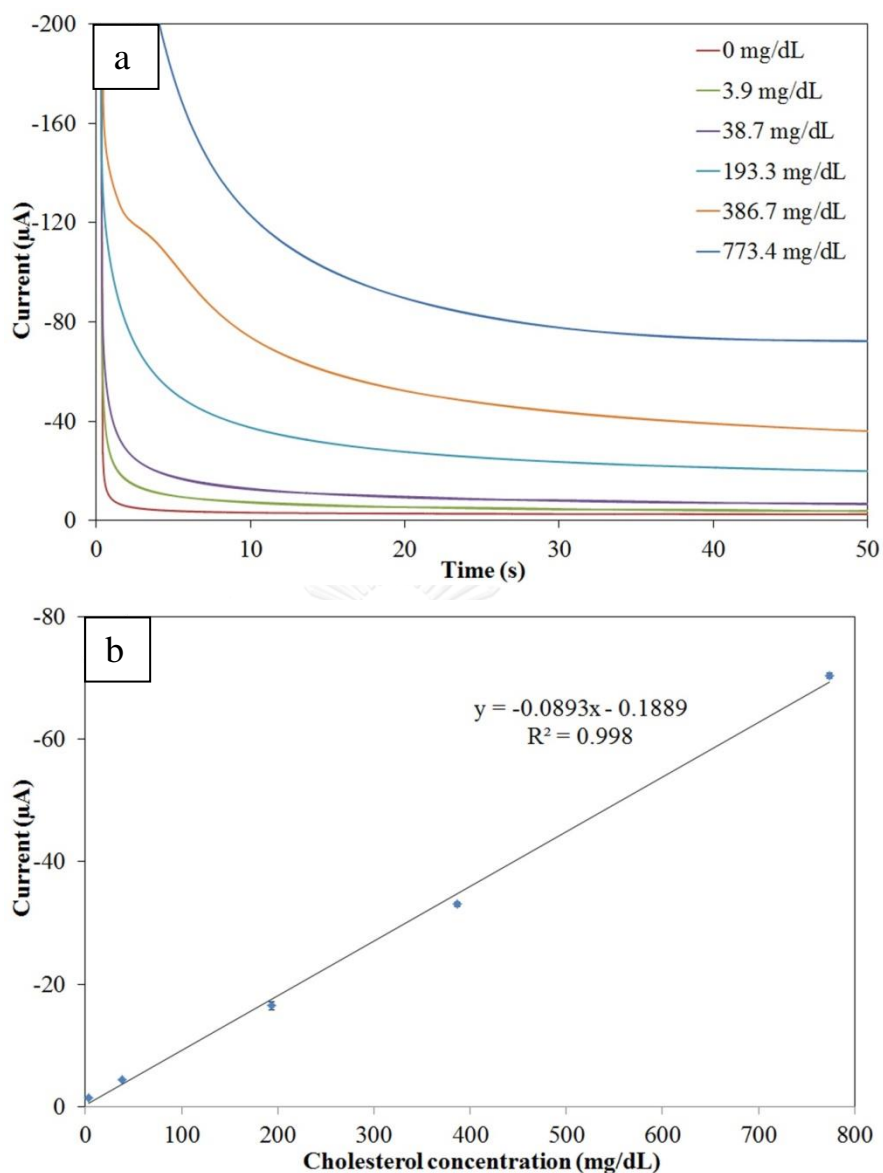 a
-200
-160
-120
-80
-40
0
Current (µA)
0 mg/dL
3.9 mg/dL
38.7 mg/dL
193.3 mg/dL
386.7 mg/dL
773.4 mg/dL
0 10 20 30 40 50
Time (s)
b
-80
-60
-40
-20
0
Current (µA)
y = -0.0893x - 0.1889
R² = 0.998
0 100 200 300 400 500 600 700 800
Cholesterol concentration (mg/dL)